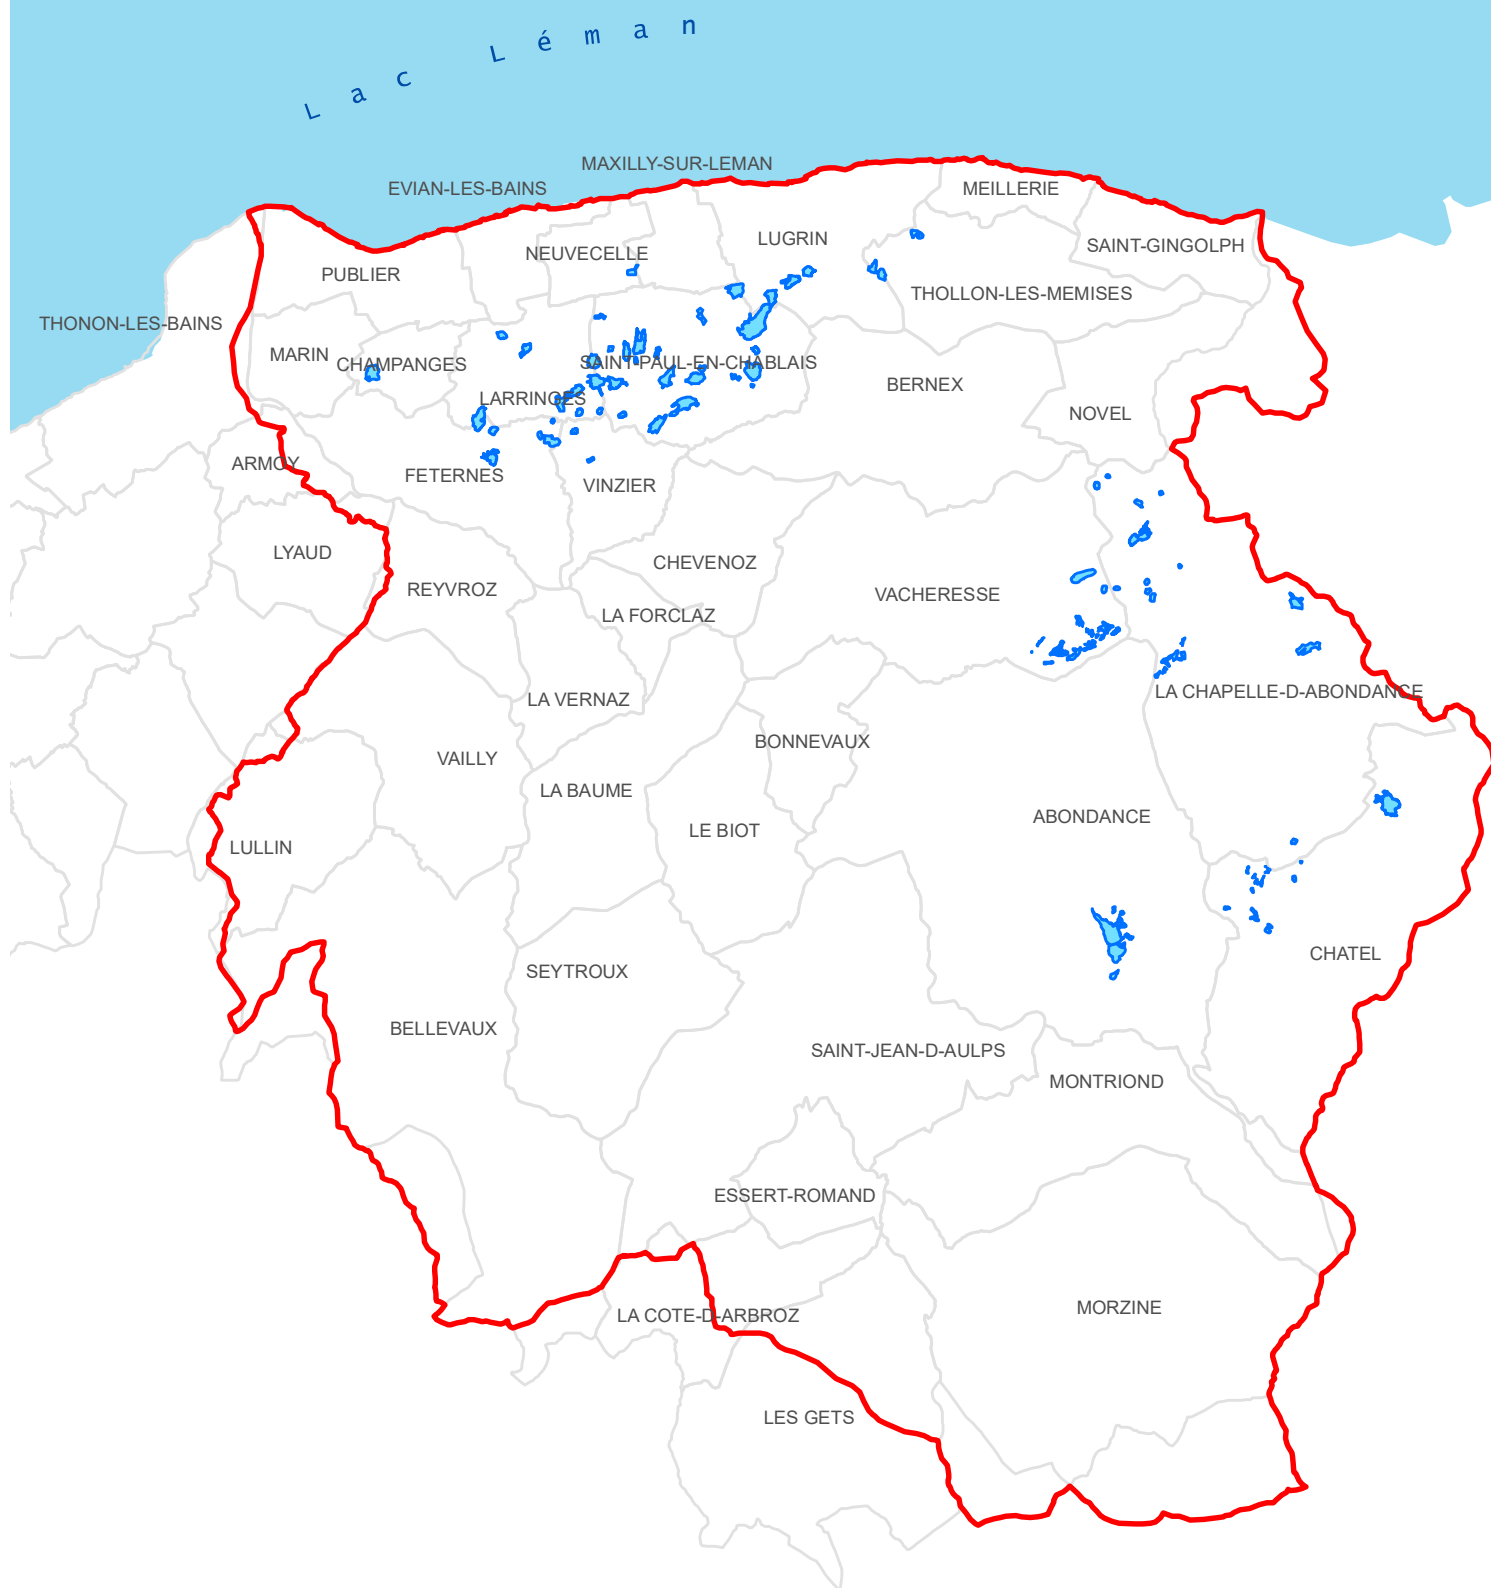 Lac Léman
MAXILLY-SUR-LEMAN
EVIAN-LES-BAINS
MEILLERIE
LUGRIN
SAINT-GINGOLPH
NEUVECELLE
PUBLIER
THOLLON-LES-MEMISES
THONON-LES-BAINS
MARIN
CHAMPANGES
SAINT-PAUL-EN-CHABLAIS
BERNEX
LARRINGES
NOVEL
ARMOY
FETERNES
VINZIER
LYAUD
CHEVENOZ
REYVROZ
VACHERESSE
LA FORCLAZ
LA CHAPELLE-D-ABONDANCE
LA VERNAZ
BONNEVAUX
VAILLY
LA BAUME
ABONDANCE
LE BIOT
LULLIN
CHATEL
SEYTROUX
BELLEVAUX
SAINT-JEAN-D-AULPS
MONTRIOND
ESSERT-ROMAND
MORZINE
LA COTE-D-ARBROZ
LES GETS